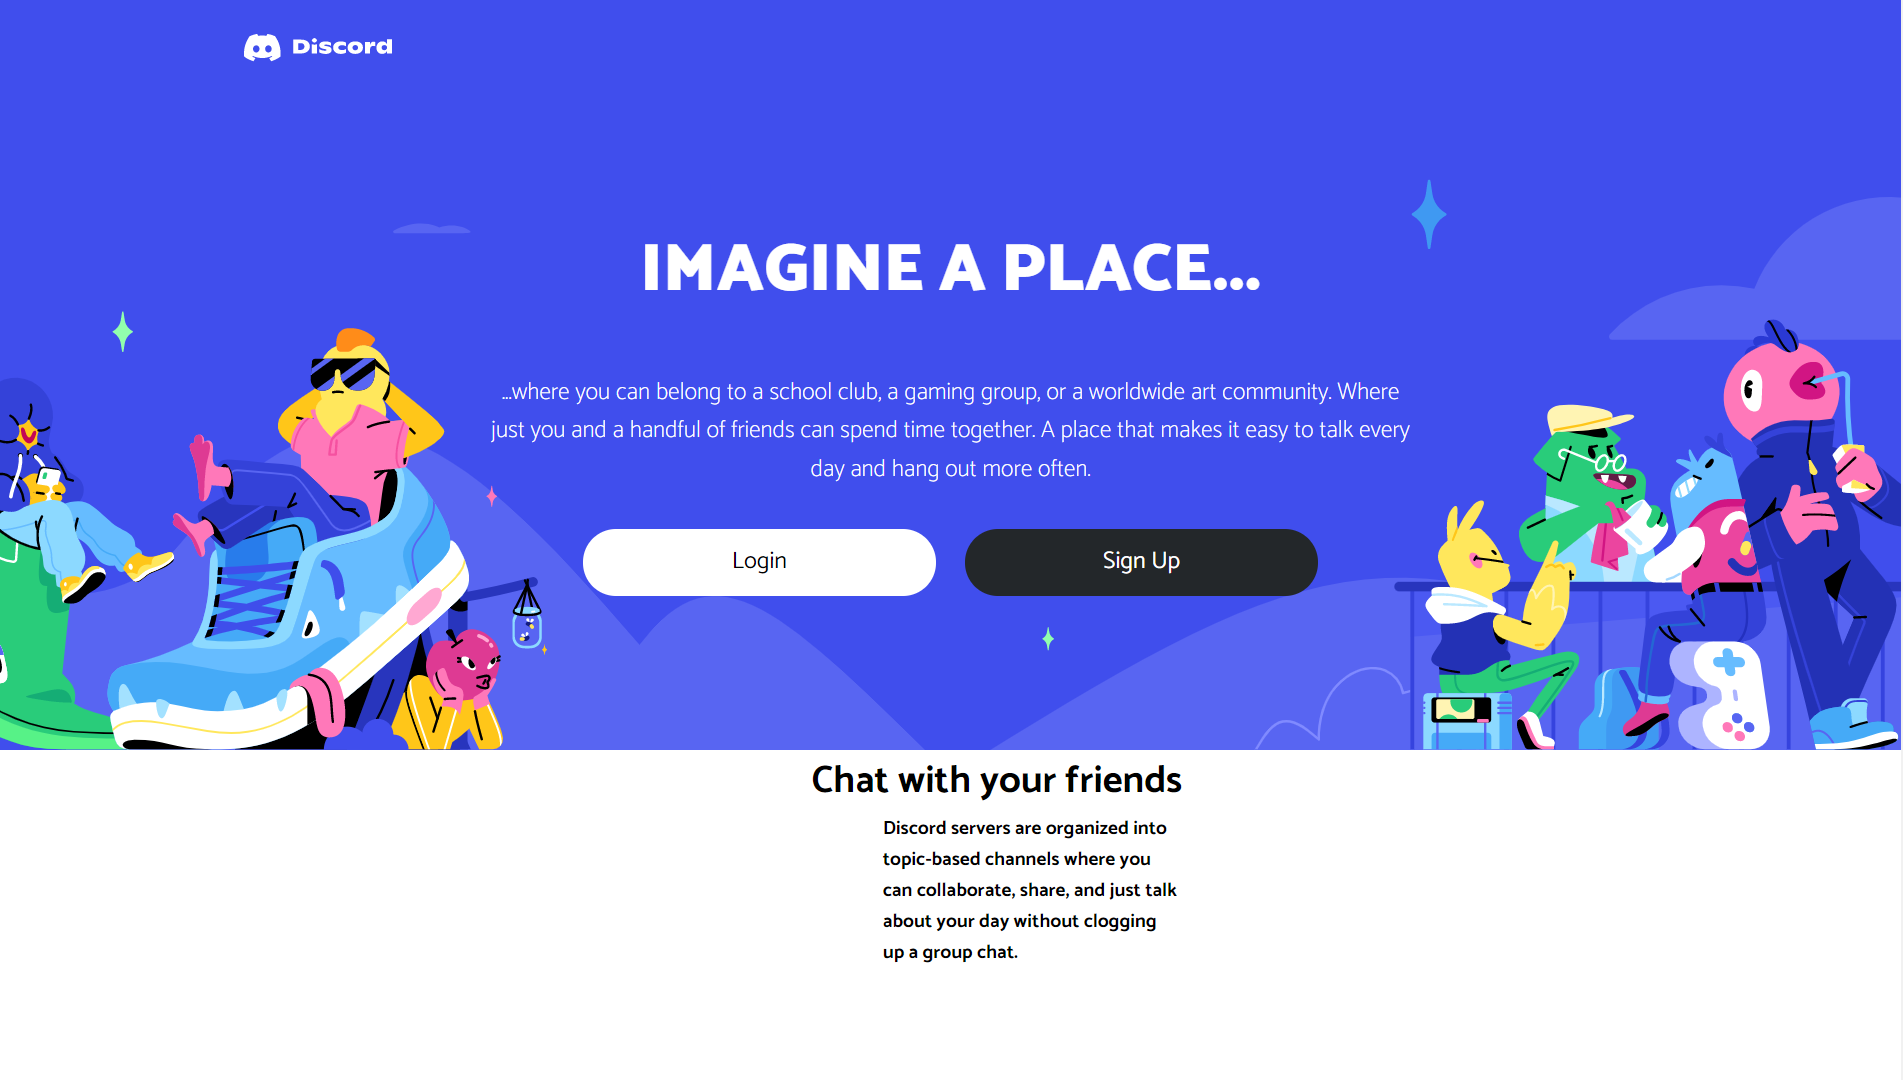 Discord
IMAGINE A PLACE...
...where you can belong to a school club, a gaming group, or a worldwide art community. Where
just you and a handful of friends can spend time together. A place that makes it easy to talk every
day and hang out more often.
Login
Sign Up
Chat with your friends
Discord servers are organized into
topic-based channels where you
can collaborate, share, and just talk
about your day without clogging
up a group chat.